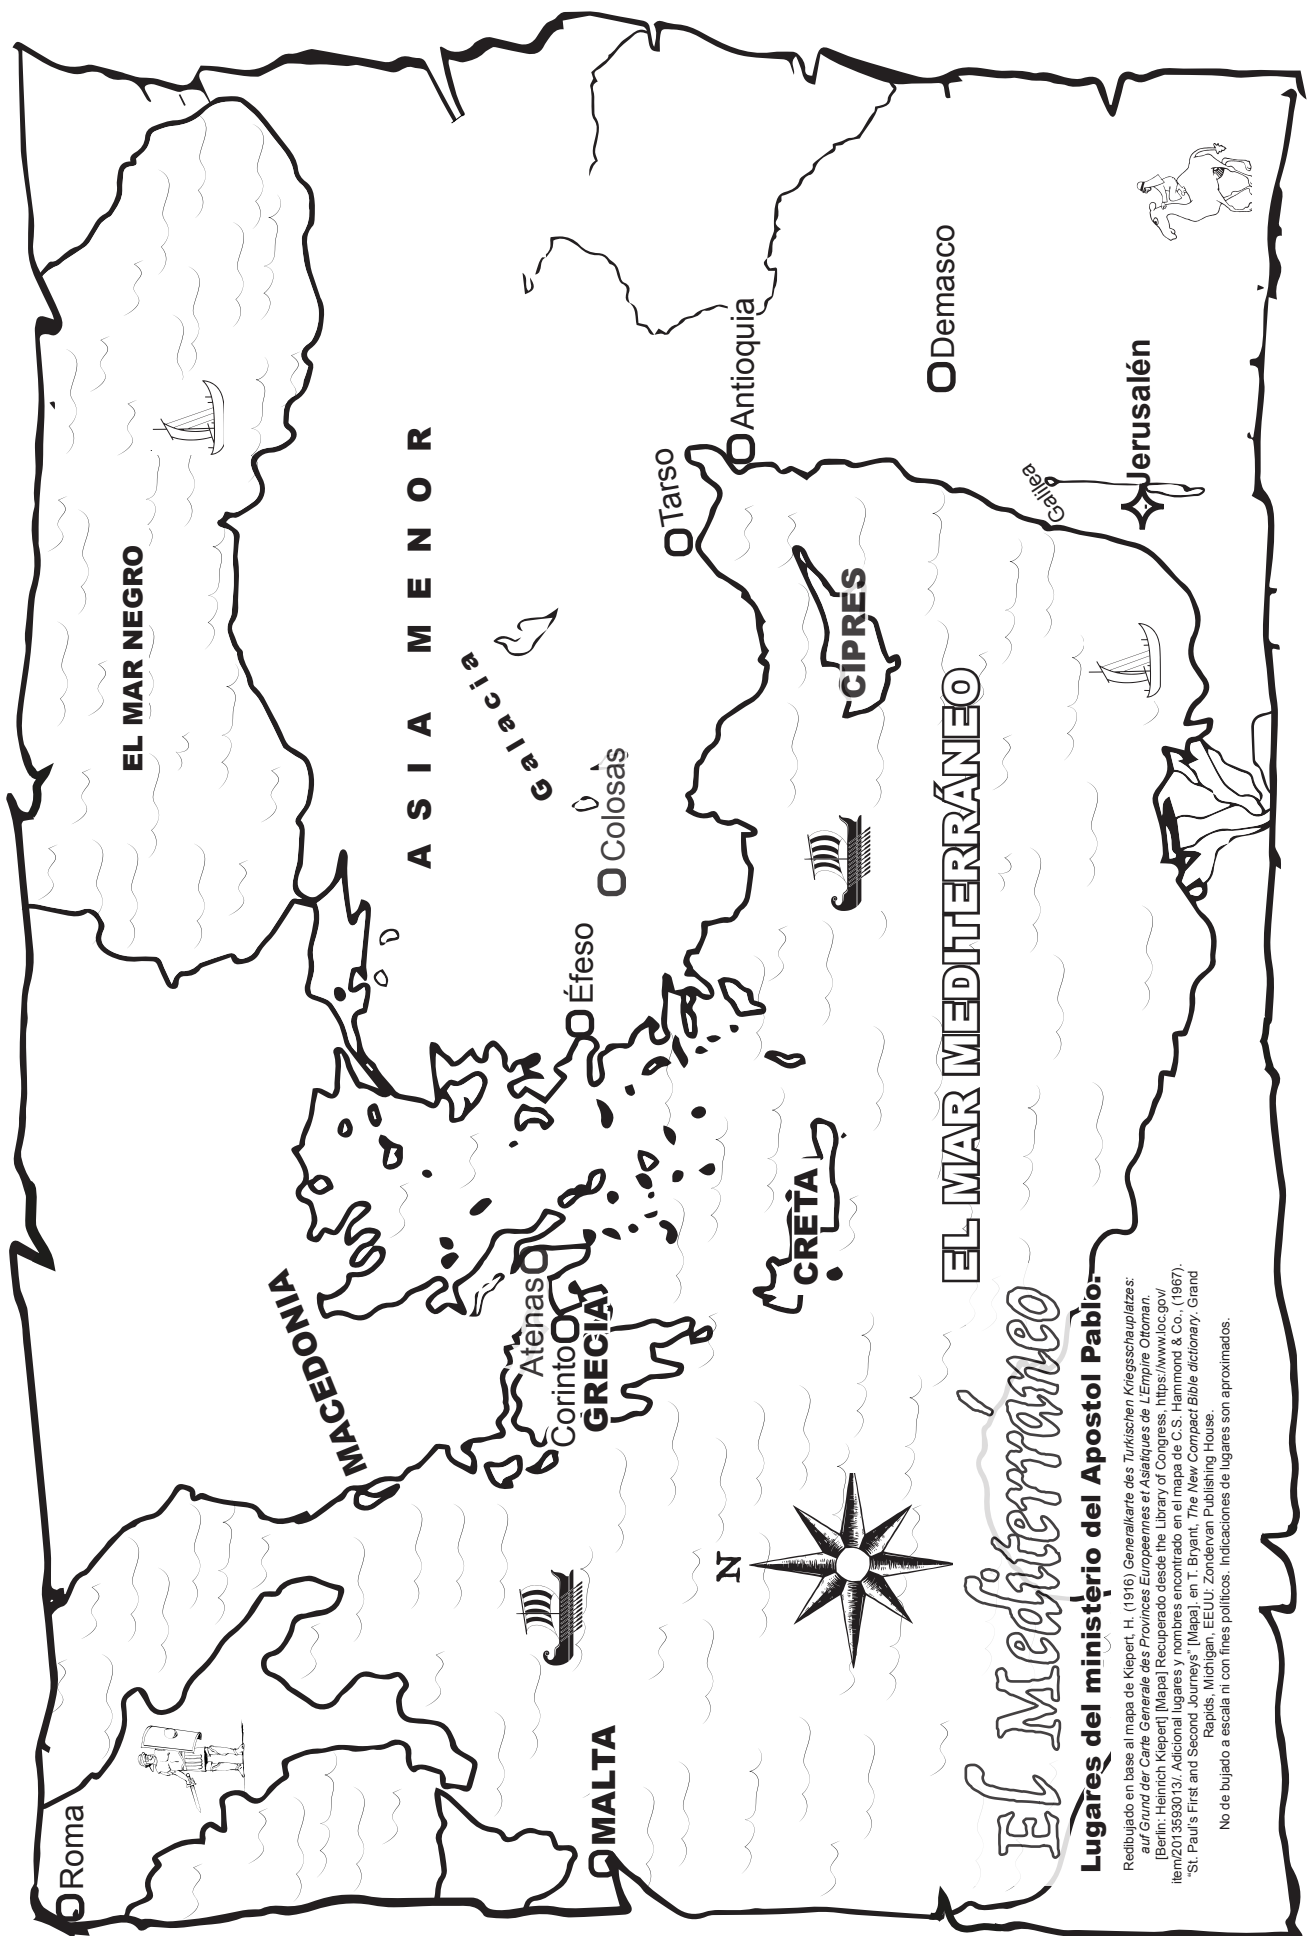 EL MAR NEGRO
ASIA MENOR
Galacia
MACEDONIA
Roma
Colosas
Éfeso
Tarso
Antioquia
Atenas
Corinto
GRECIA
CIPRES
CRETA
MALTA
Demasco
Galilea
Jerusalén
EL MAR MEDITERRÁNEO
N
El Mediterráneo
Lugares del ministerio del Apostol Pablo.
Redibujado en base al mapa de Kiepert, H. (1916) Generalkarte des Turkischen Kriegsschauplatzes:
auf Grund der Carte Generale des Provinces Europeennes et Asiatiques de L'Empire Ottoman.
[Berlin: Heinrich Kiepert] [Mapa] Recuperado desde the Library of Congress, https://www.loc.gov/
item/2013593013/. Adicional lugares y nombres encontrado en el mapa de C.S. Hammond & Co., (1967).
“St. Paul's First and Second Journeys” [Mapa]. en T. Bryant, The New Compact Bible dictionary. Grand
Rapids, Michigan, EEUU: Zondervan Publishing House.
No de bujado a escala ni con fines políticos. Indicaciones de lugares son aproximados.